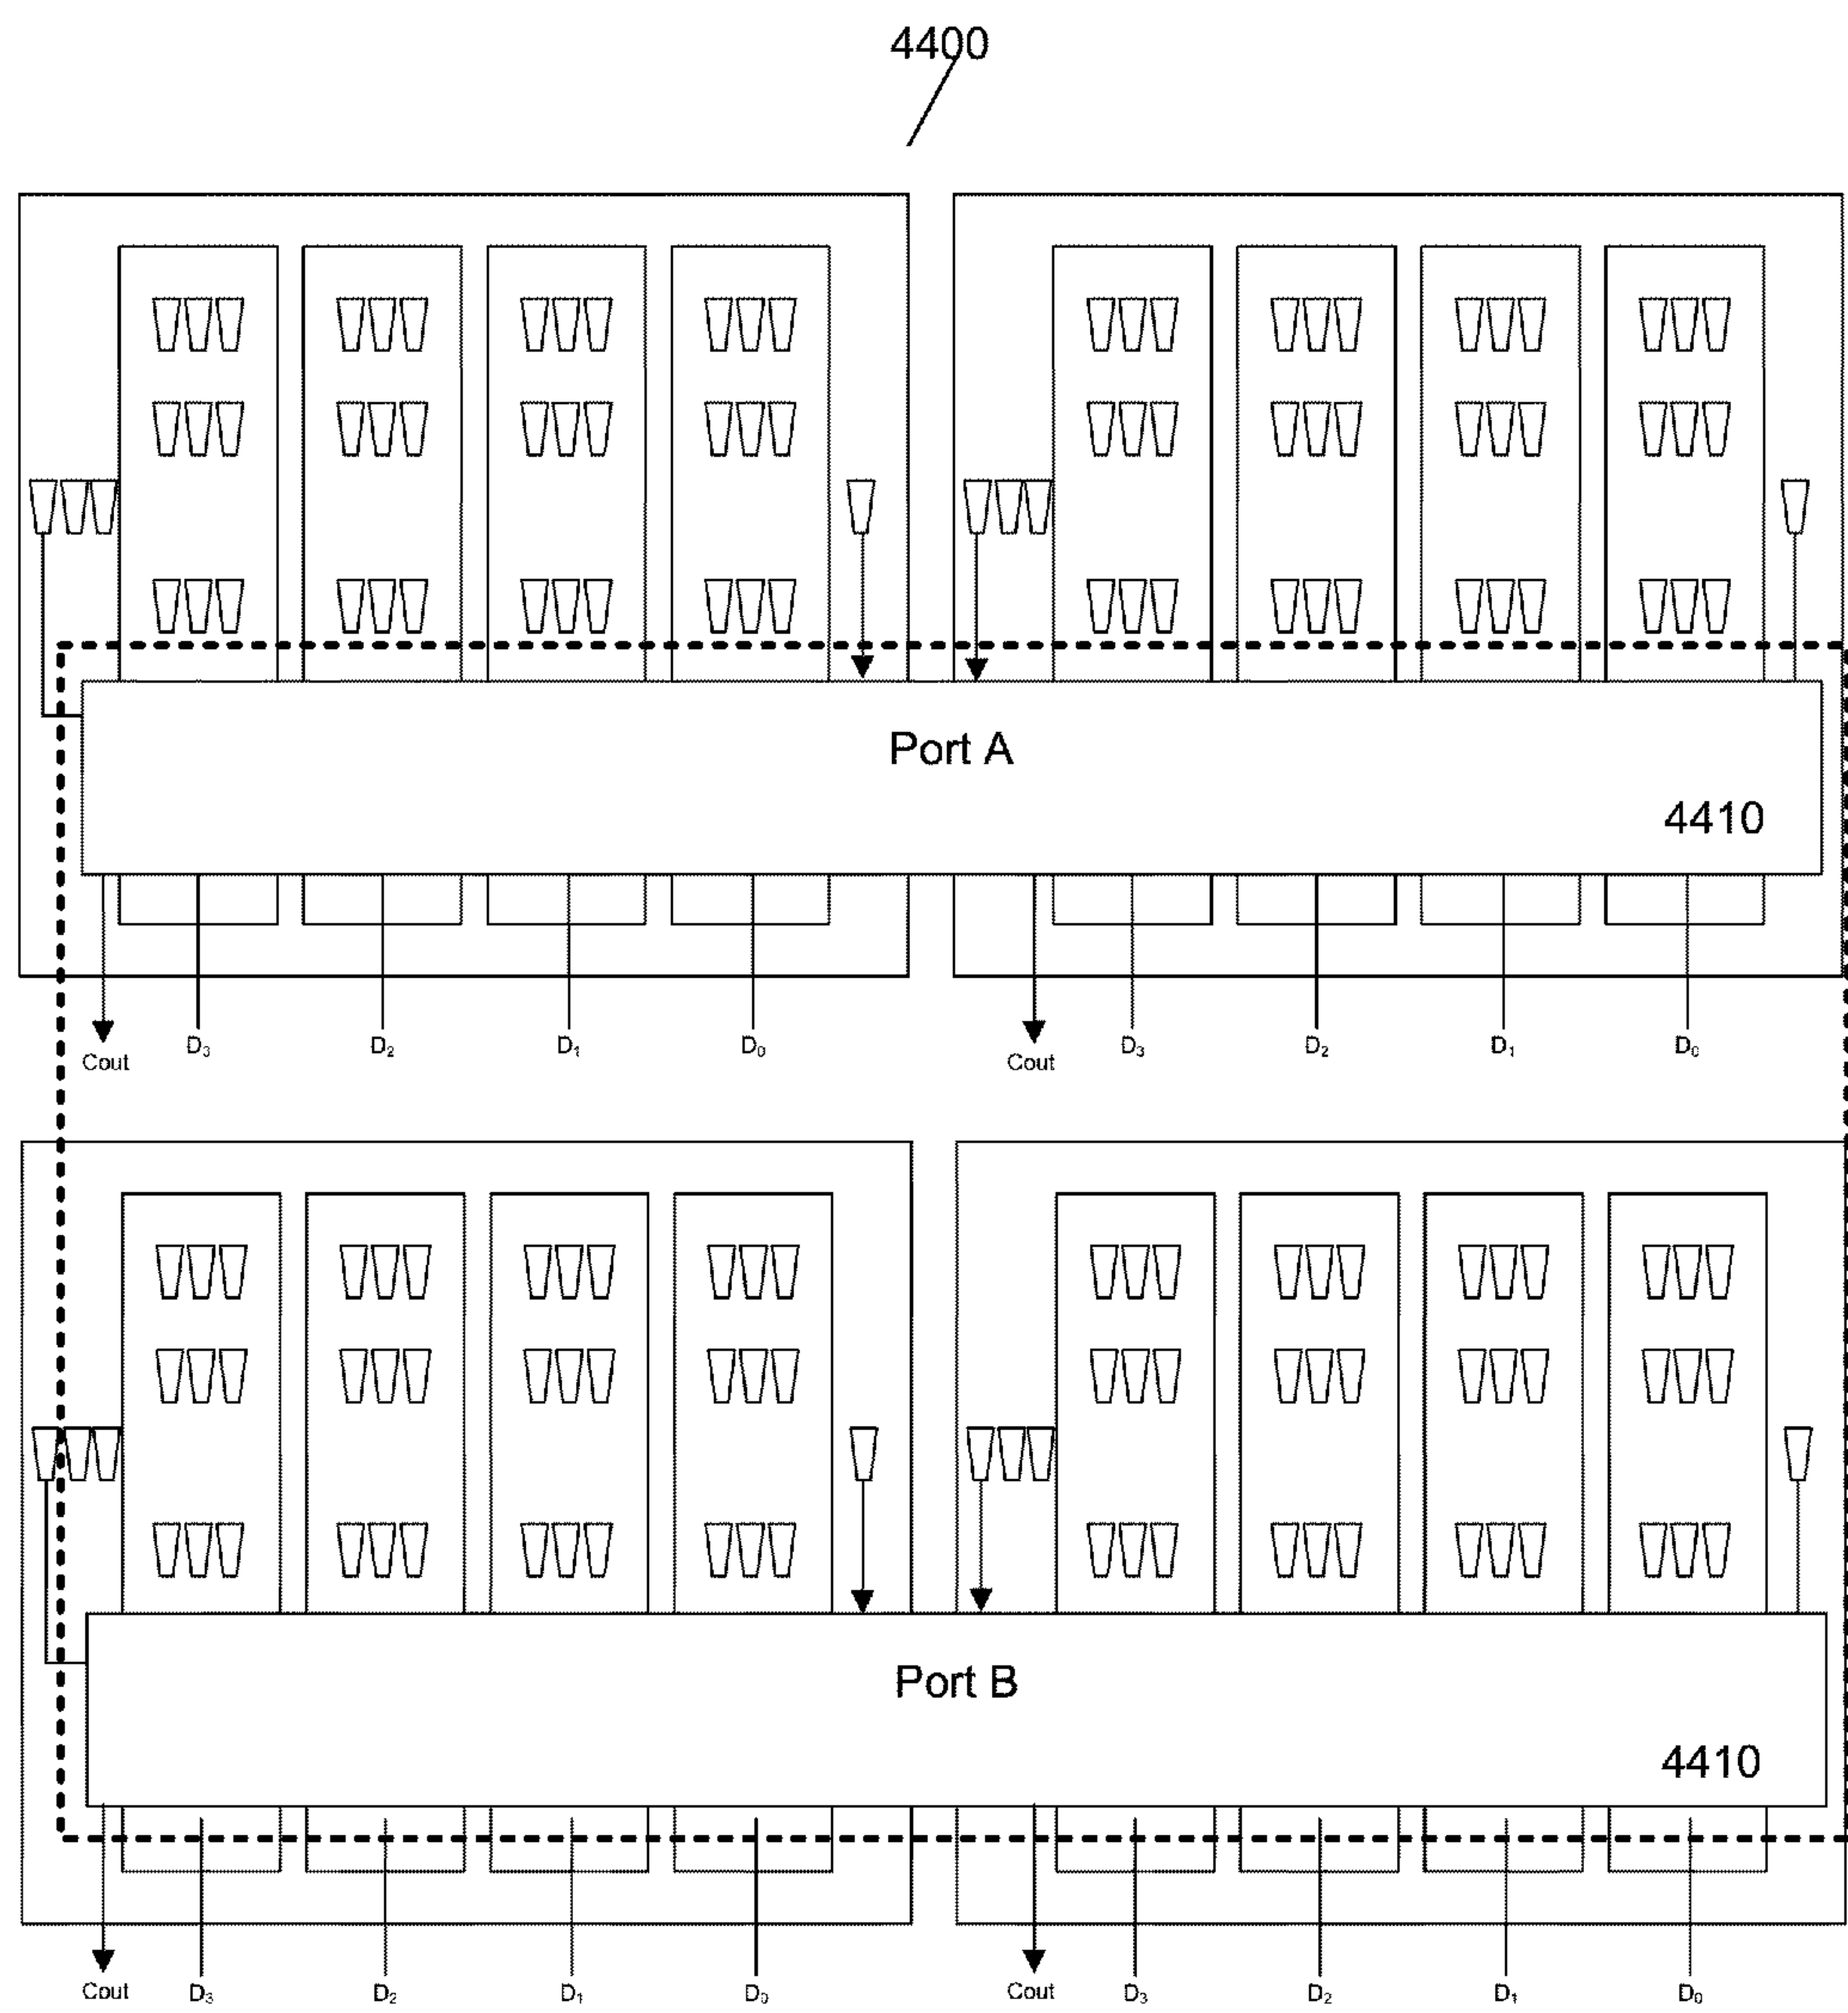 4400
Port A
4410
Cout D₃ D₂ D₁ D₀ Cout D₃ D₂ D₁ D₀
Port B
4410
Cout D₃ D₂ D₁ D₀ Cout D₃ D₂ D₁ D₀